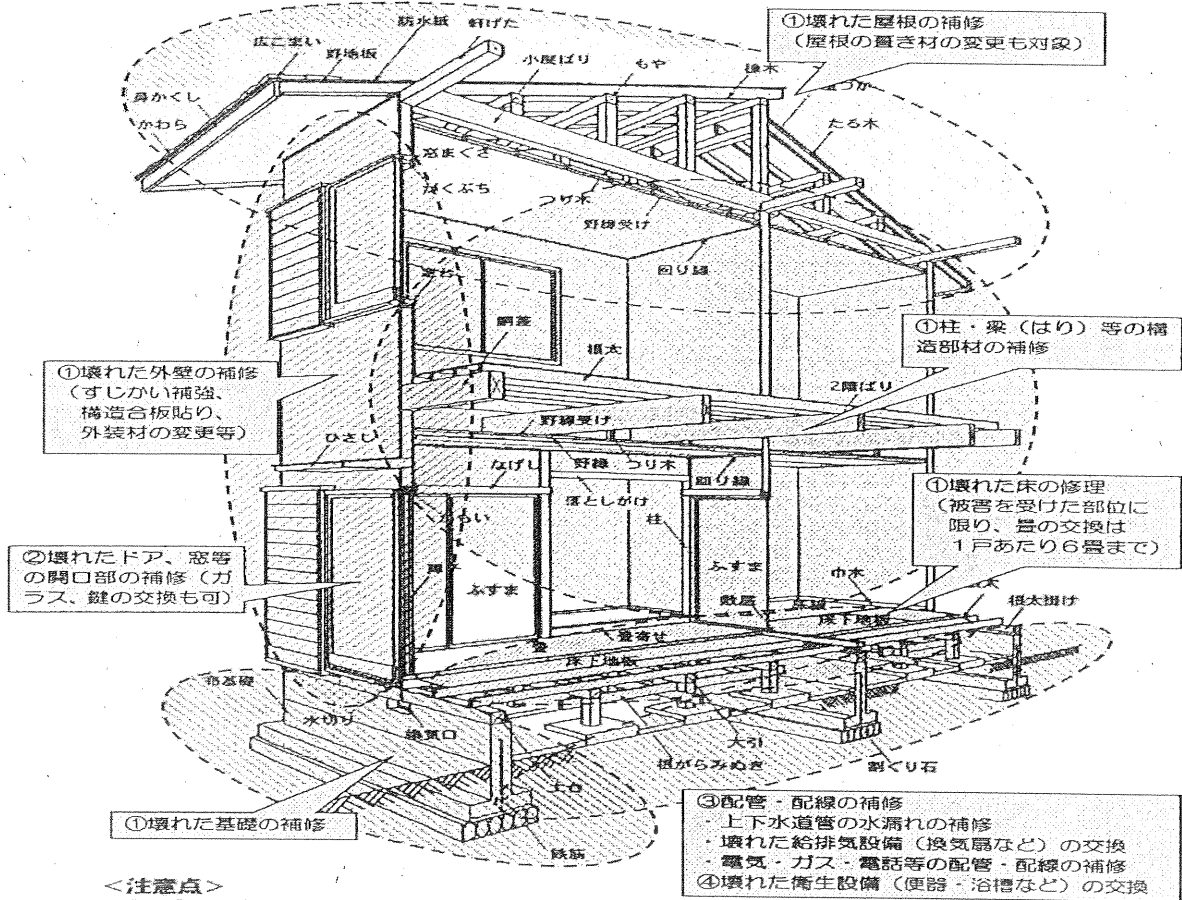 防水紙
軒げた
広こまい
野地板
小屋ばり
もや
棟木
①壊れた屋根の補修
(屋根の葺き材の変更も対象)
鼻かくし
かわら
たる木
窓まぐさ
がくぶち
つり木
野縁受け
回り縁
窓台
胴差
根太
①柱・梁(はり)等の構
造部材の補修
2階ばり
①壊れた外壁の補修
(すじかい補強、
構造合板貼り、
外装材の変更等)
野縁受け
ひさし
なげし
野縁
つり木
回り縁
落としがけ
柱
①壊れた床の修理
(被害を受けた部位に
限り、畳の交換は
1戸あたり6畳まで)
②壊れたドア、窓等
の開口部の補修(ガ
ラス、鍵の交換も可)
ふすま
ふすま
巾木
敷居
床下地板
根太掛け
畳寄せ
畳
床下地板
布基礎
水切り
換気口
大引
根がらみぬき
割ぐり石
土台
鉄筋
①壊れた基礎の補修
③配管・配線の補修
・上下水道管の水漏れの補修
・壊れた給排気設備(換気扇など)の交換
・電気・ガス・電話等の配管・配線の補修
④壊れた衛生設備(便器・浴槽など)の交換
<注意点>